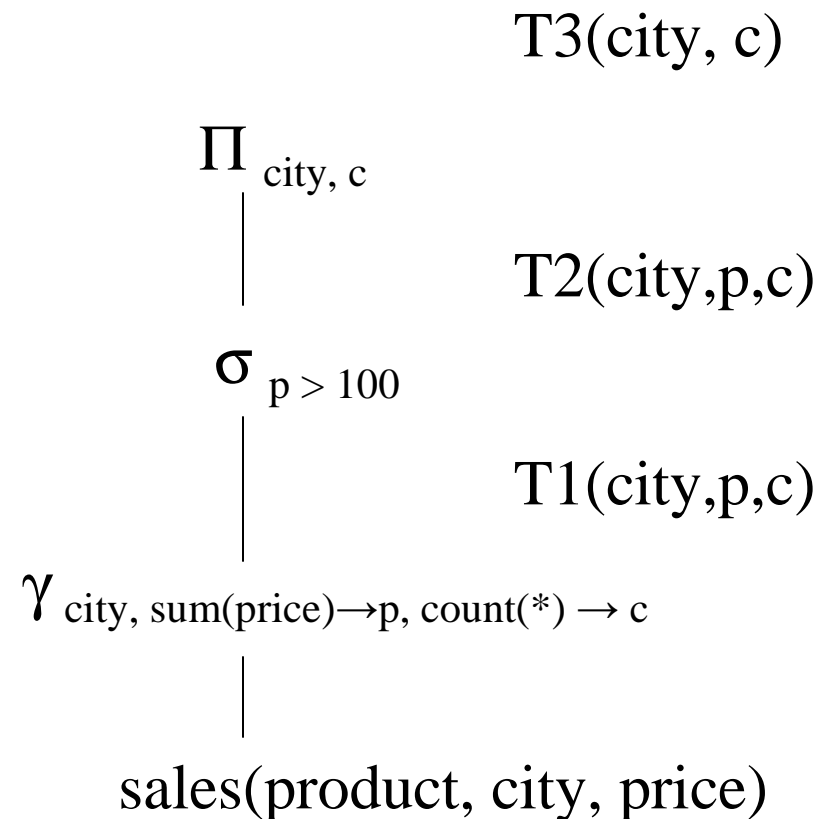 T3(city, c)
Π city, c
T2(city,p,c)
σ p > 100
T1(city,p,c)
γ city, sum(price)→p, count(*) → c
sales(product, city, price)